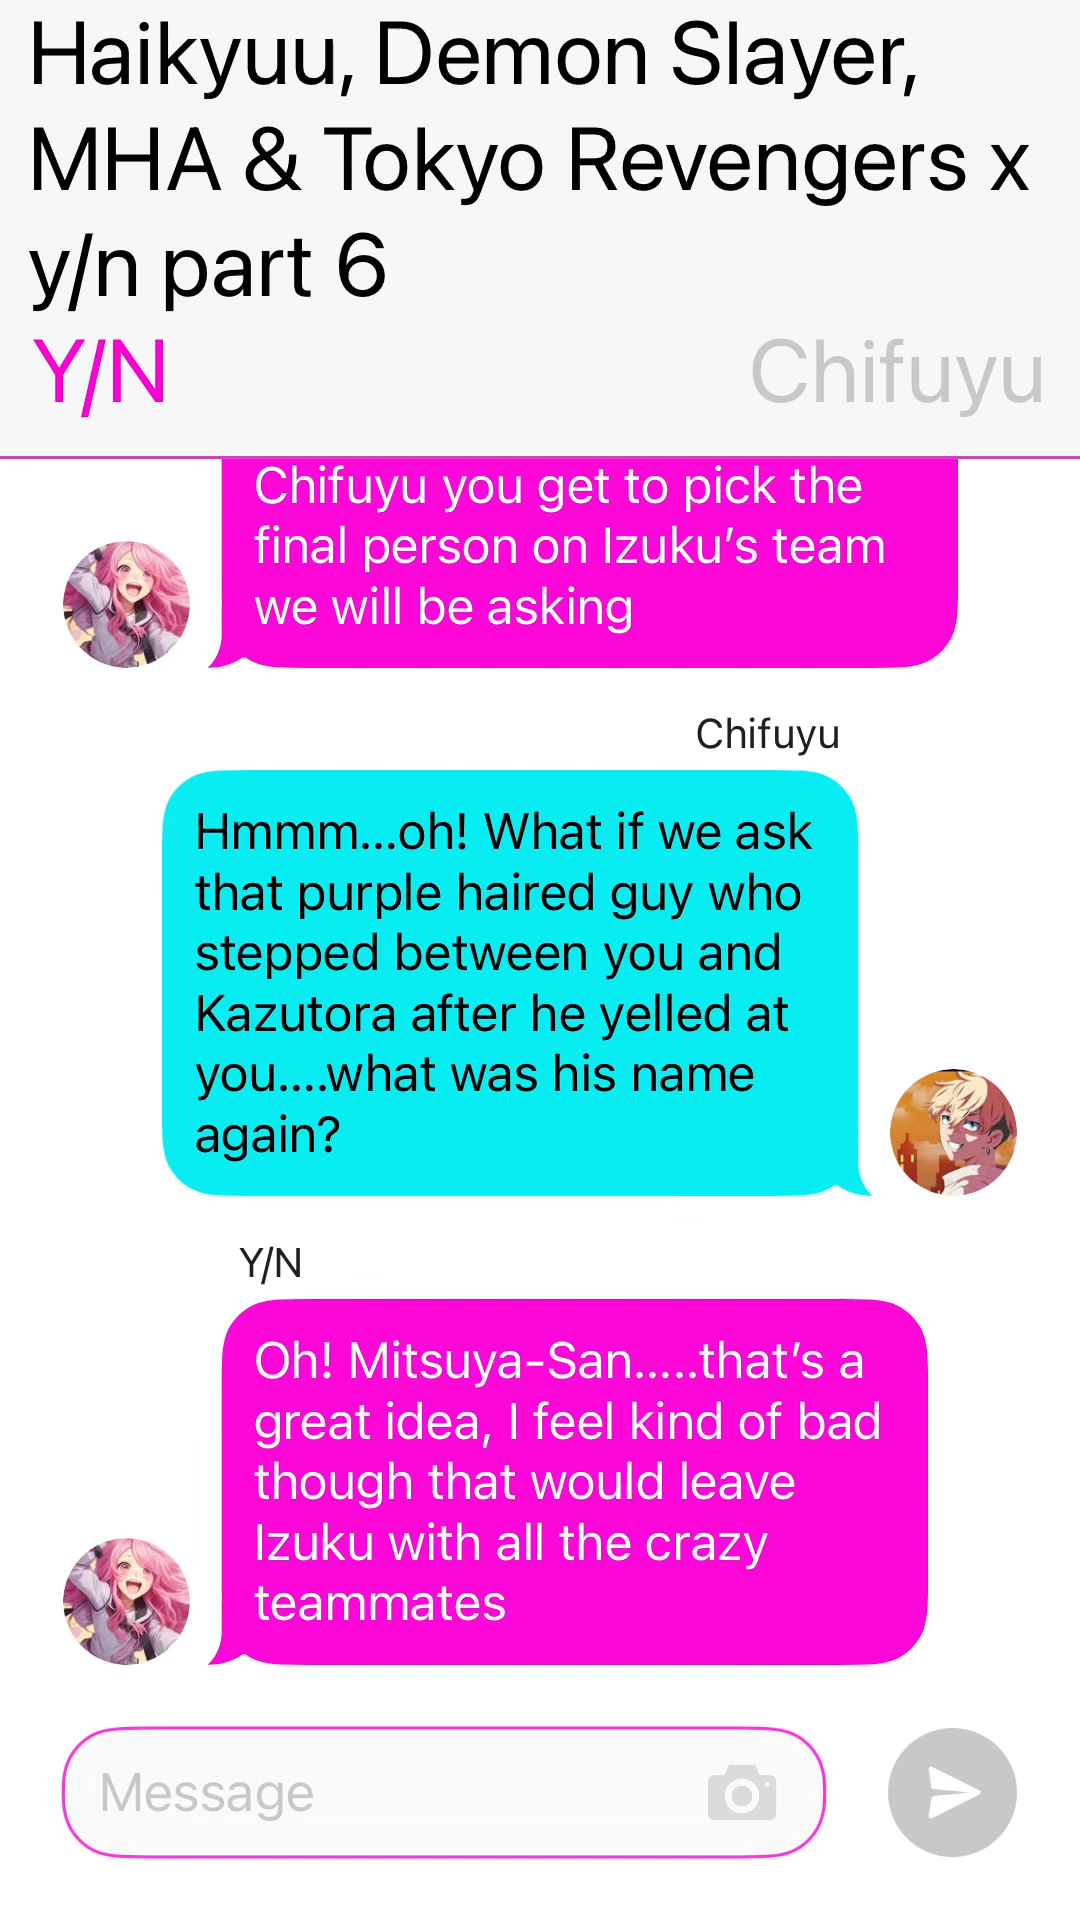 Haikyuu, Demon Slayer,
MHA & Tokyo Revengers x
y/n part 6
Y/N
Chifuyu
Chifuyu you get to pick the
final person on Izuku’s team
we will be asking
Chifuyu
Hmmm...oh! What if we ask
that purple haired guy who
stepped between you and
Kazutora after he yelled at
you....what was his name
again?
Y/N
Oh! Mitsuya-San.....that’s a
great idea, I feel kind of bad
though that would leave
Izuku with all the crazy
teammates
Message